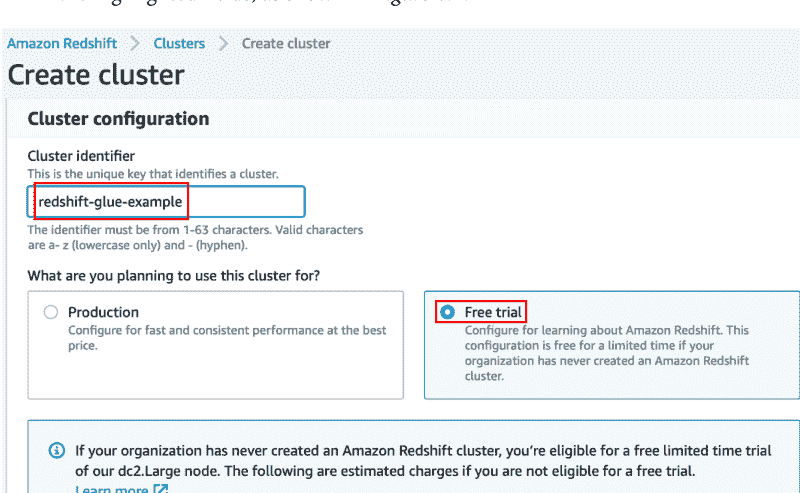 Amazon Redshift > Clusters > Create cluster
Create cluster
Cluster configuration
Cluster identifier
This is the unique key that identifies a cluster.
redshift-glue-example
The identifier must be from 1-63 characters. Valid characters
are a- z (lowercase only) and - (hyphen).
What are you planning to use this cluster for?
Production
Configure for fast and consistent performance at the best
price.
Free trial
Configure for learning about Amazon Redshift. This
configuration is free for a limited time if your
organization has never created an Amazon Redshift
cluster.
If your organization has never created an Amazon Redshift cluster, you're eligible for a free limited time trial
of our dc2.Large node. The following are estimated charges if you are not eligible for a free trial.
Learn more